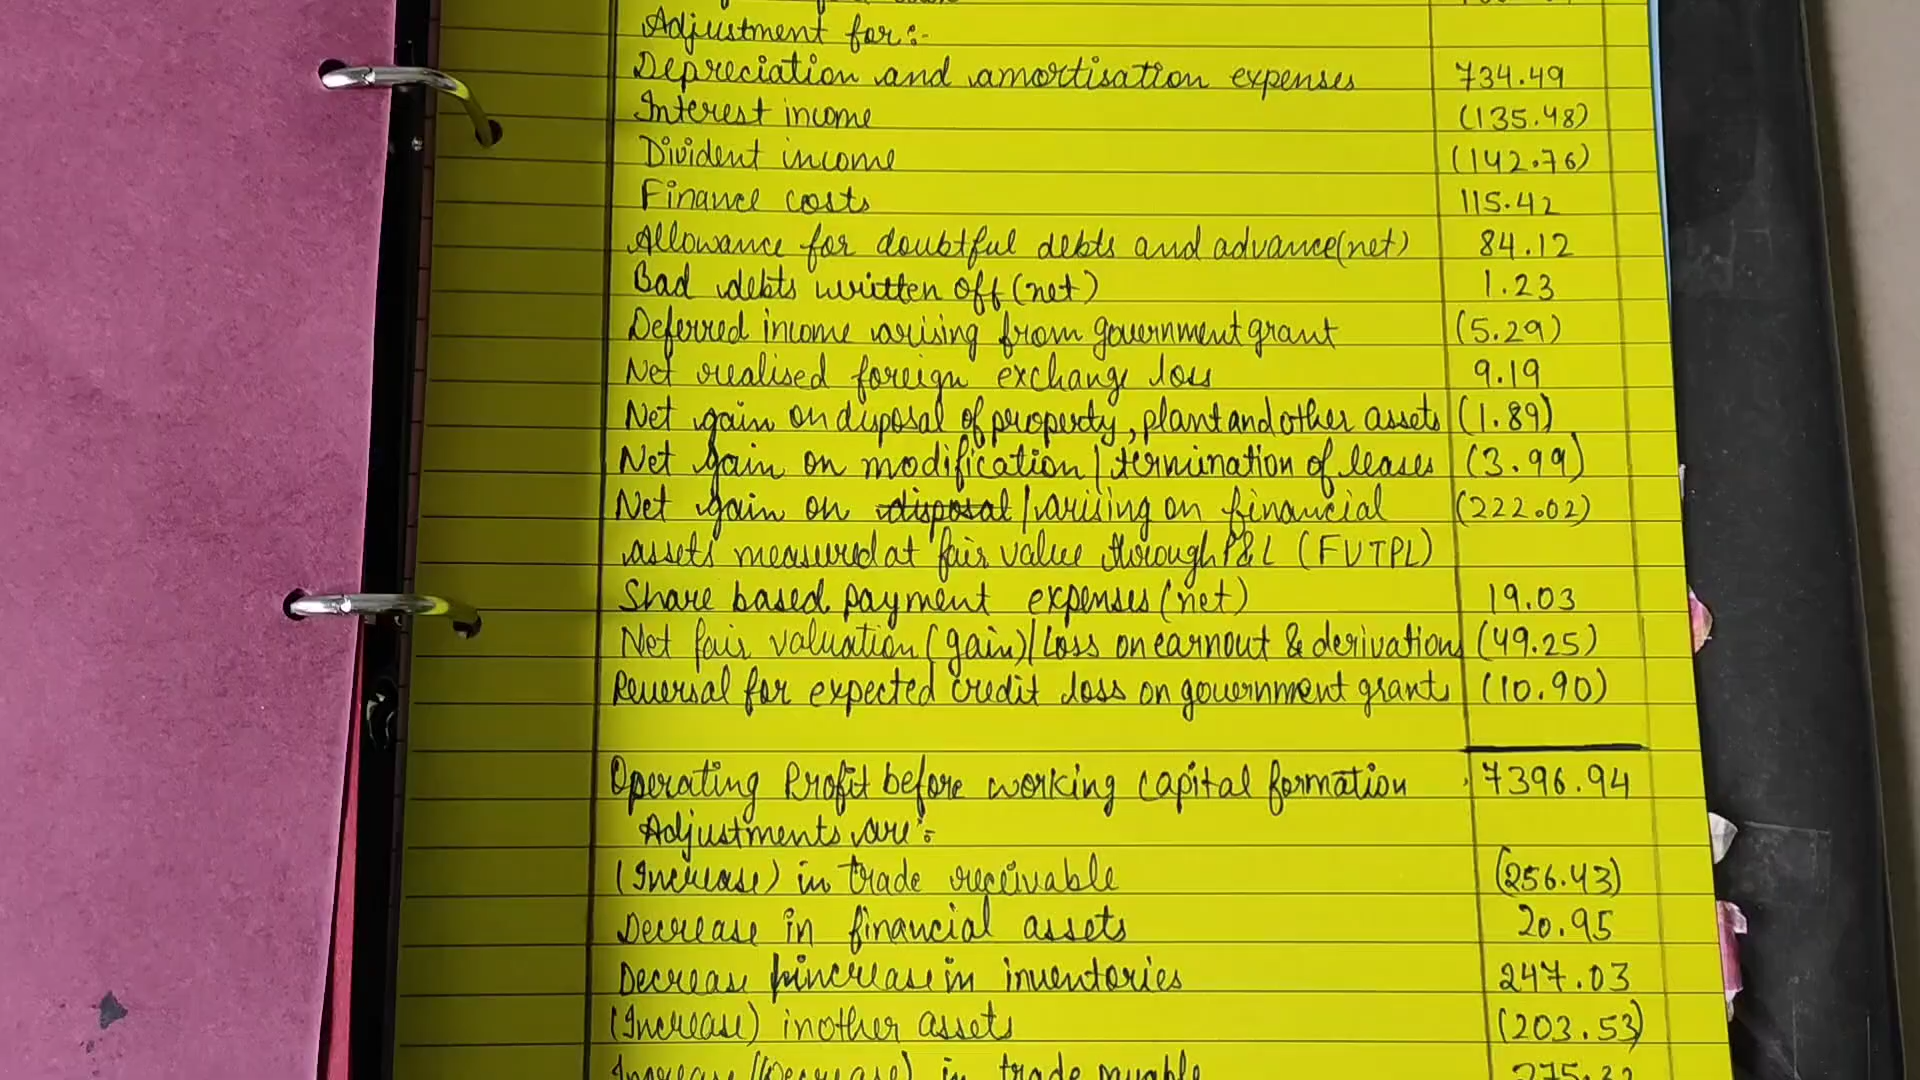 Adjustment for:-
Depreciation and amortisation expenses 734.49
Interest income (135.48)
Divident income (142.76)
Finance costs 115.42
Allowance for doubtful debts and advance(net) 84.12
Bad debts written off (net) 1.23
Deferred income arising from government grant (5.29)
Net realised foreign exchange loss 9.19
Net gain on disposal of property, plant and other assets (1.89)
Net gain on modification | termination of leases (3.99)
Net gain on disposal | arising on financial (222.02)
assets measured at fair value through P&L (FVTPL)
Share based payment expenses (net) 19.03
Net fair valuation (gain) | Loss on earnout & derivations (49.25)
Reversal for expected credit loss on government grants (10.90)
Operating Profit before working capital formation 7396.94
Adjustments are:-
(Increase) in trade receivable (256.43)
Decrease in financial assets 20.95
Decrease increase in inventories 247.03
(Increase) in other assets (203.53)
Increase/(Decrease) in trade payable